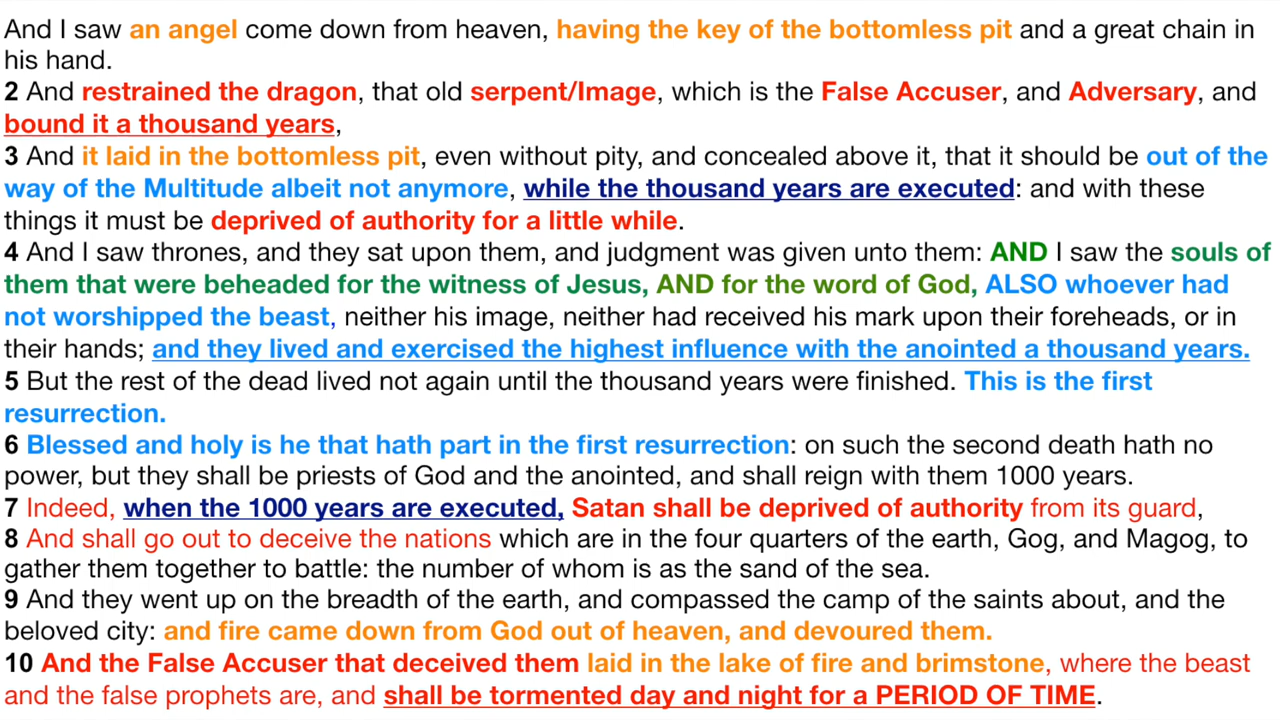 And I saw an angel come down from heaven, having the key of the bottomless pit and a great chain in
his hand.
2 And restrained the dragon, that old serpent/Image, which is the False Accuser, and Adversary, and
bound it a thousand years,
3 And it laid in the bottomless pit, even without pity, and concealed above it, that it should be out of the
way of the Multitude albeit not anymore, while the thousand years are executed: and with these
things it must be deprived of authority for a little while.
4 And I saw thrones, and they sat upon them, and judgment was given unto them: AND I saw the souls of
them that were beheaded for the witness of Jesus, AND for the word of God, ALSO whoever had
not worshipped the beast, neither his image, neither had received his mark upon their foreheads, or in
their hands; and they lived and exercised the highest influence with the anointed a thousand years.
5 But the rest of the dead lived not again until the thousand years were finished. This is the first
resurrection.
6 Blessed and holy is he that hath part in the first resurrection: on such the second death hath no
power, but they shall be priests of God and the anointed, and shall reign with them 1000 years.
7 Indeed, when the 1000 years are executed, Satan shall be deprived of authority from its guard,
8 And shall go out to deceive the nations which are in the four quarters of the earth, Gog, and Magog, to
gather them together to battle: the number of whom is as the sand of the sea.
9 And they went up on the breadth of the earth, and compassed the camp of the saints about, and the
beloved city: and fire came down from God out of heaven, and devoured them.
10 And the False Accuser that deceived them laid in the lake of fire and brimstone, where the beast
and the false prophets are, and shall be tormented day and night for a PERIOD OF TIME.